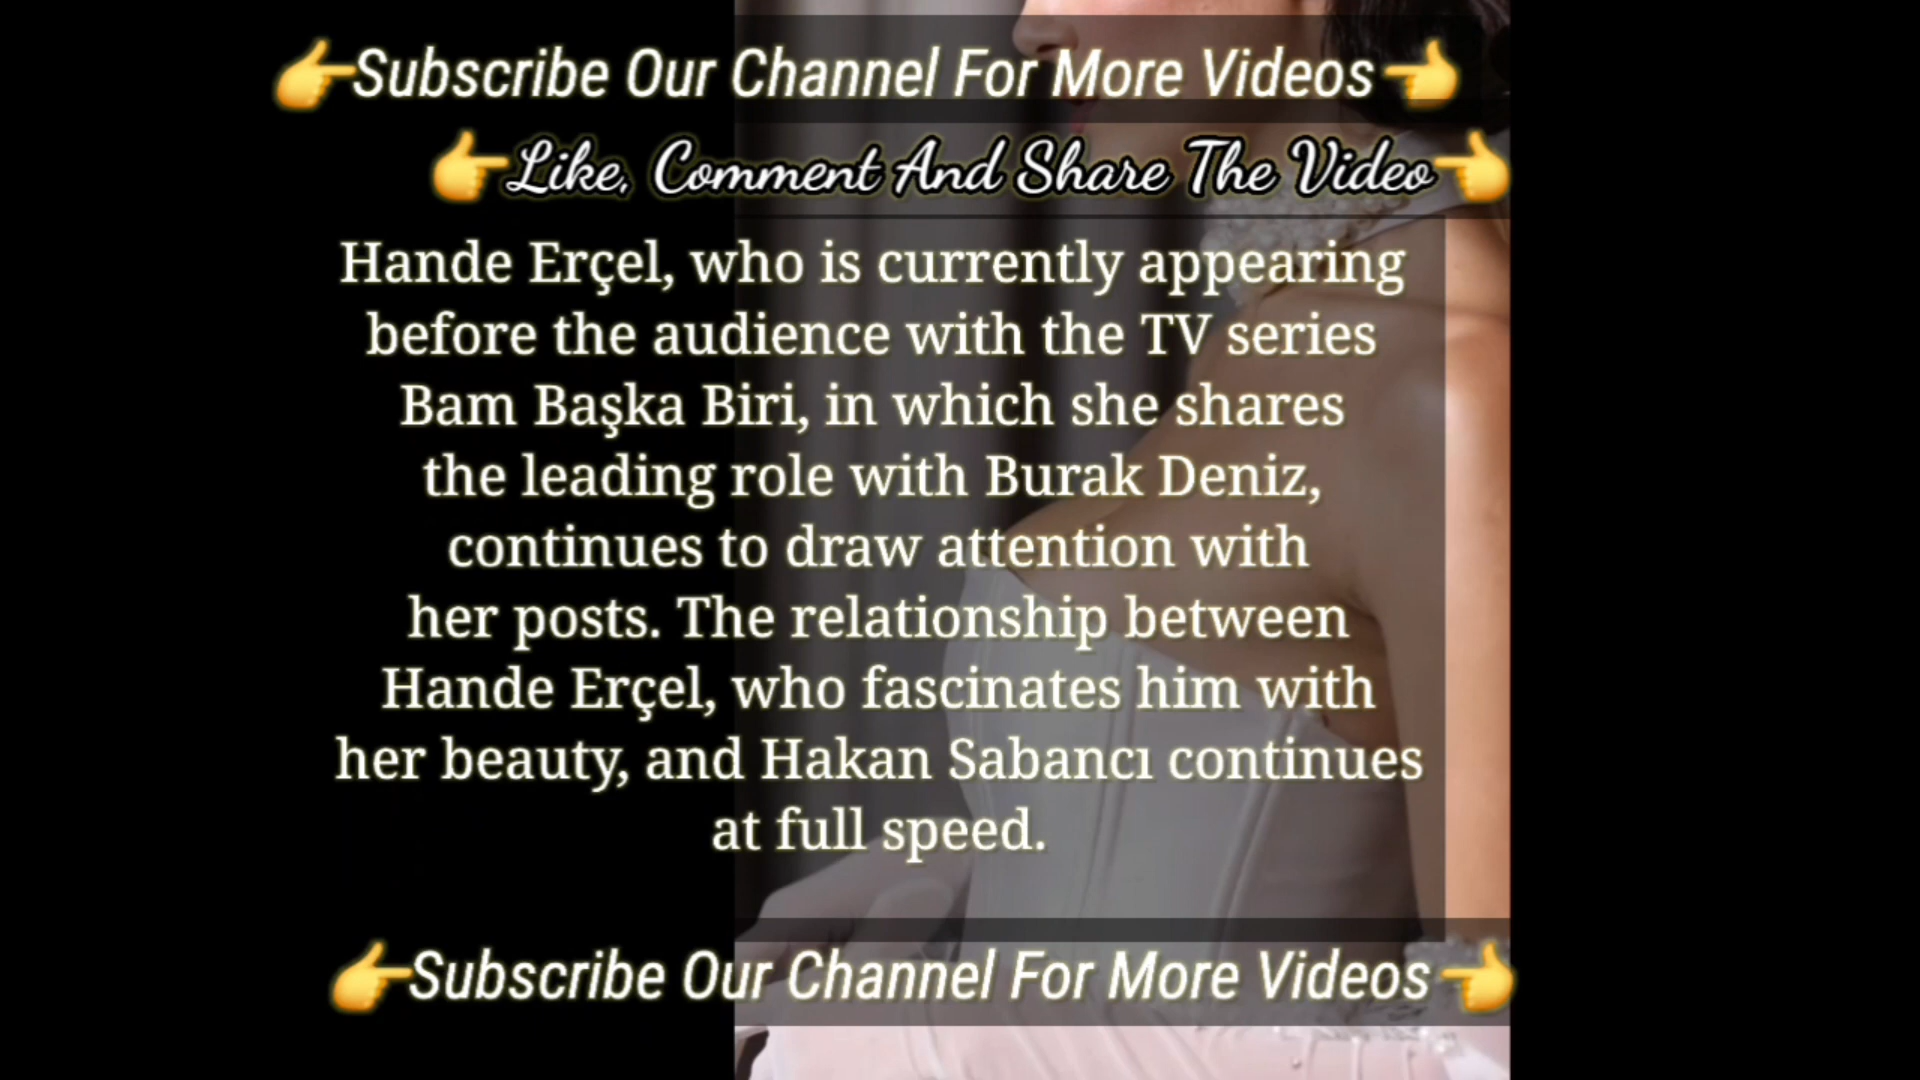 👉Subscribe Our Channel For More Videos👈
👉Like, Comment And Share The Video👈
Hande Erçel, who is currently appearing
before the audience with the TV series
Bam Başka Biri, in which she shares
the leading role with Burak Deniz,
continues to draw attention with
her posts. The relationship between
Hande Erçel, who fascinates him with
her beauty, and Hakan Sabancı continues
at full speed.
👉Subscribe Our Channel For More Videos👈